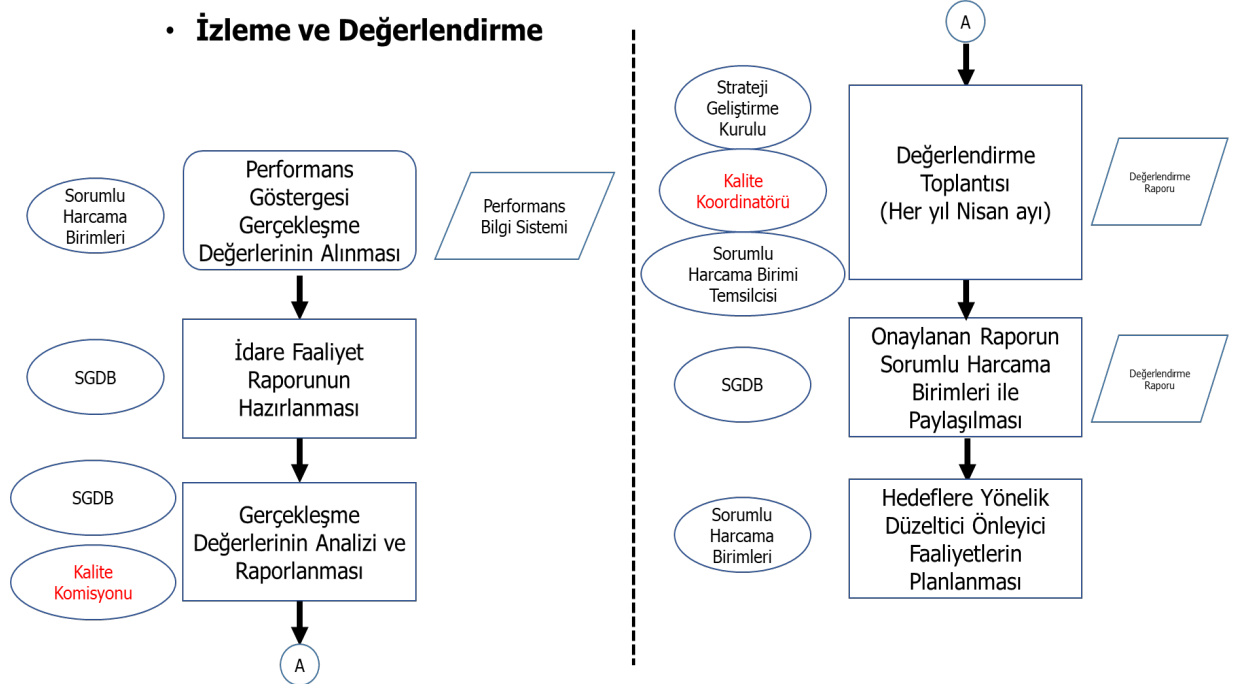 • İzleme ve Değerlendirme
Sorumlu
Harcama
Birimleri
Performans
Göstergesi
Gerçekleşme
Değerlerinin Alınması
Performans
Bilgi Sistemi
SGDB
İdare Faaliyet
Raporunun
Hazırlanması
SGDB
Kalite
Komisyonu
Gerçekleşme
Değerlerinin Analizi ve
Raporlanması
A
A
Strateji
Geliştirme
Kurulu
Kalite
Koordinatörü
Sorumlu
Harcama Birimi
Temsilcisi
Değerlendirme
Toplantısı
(Her yıl Nisan ayı)
Değerlendirme
Raporu
SGDB
Onaylanan Raporun
Sorumlu Harcama
Birimleri ile
Paylaşılması
Değerlendirme
Raporu
Sorumlu
Harcama
Birimleri
Hedeflere Yönelik
Düzeltici Önleyici
Faaliyetlerin
Planlanması